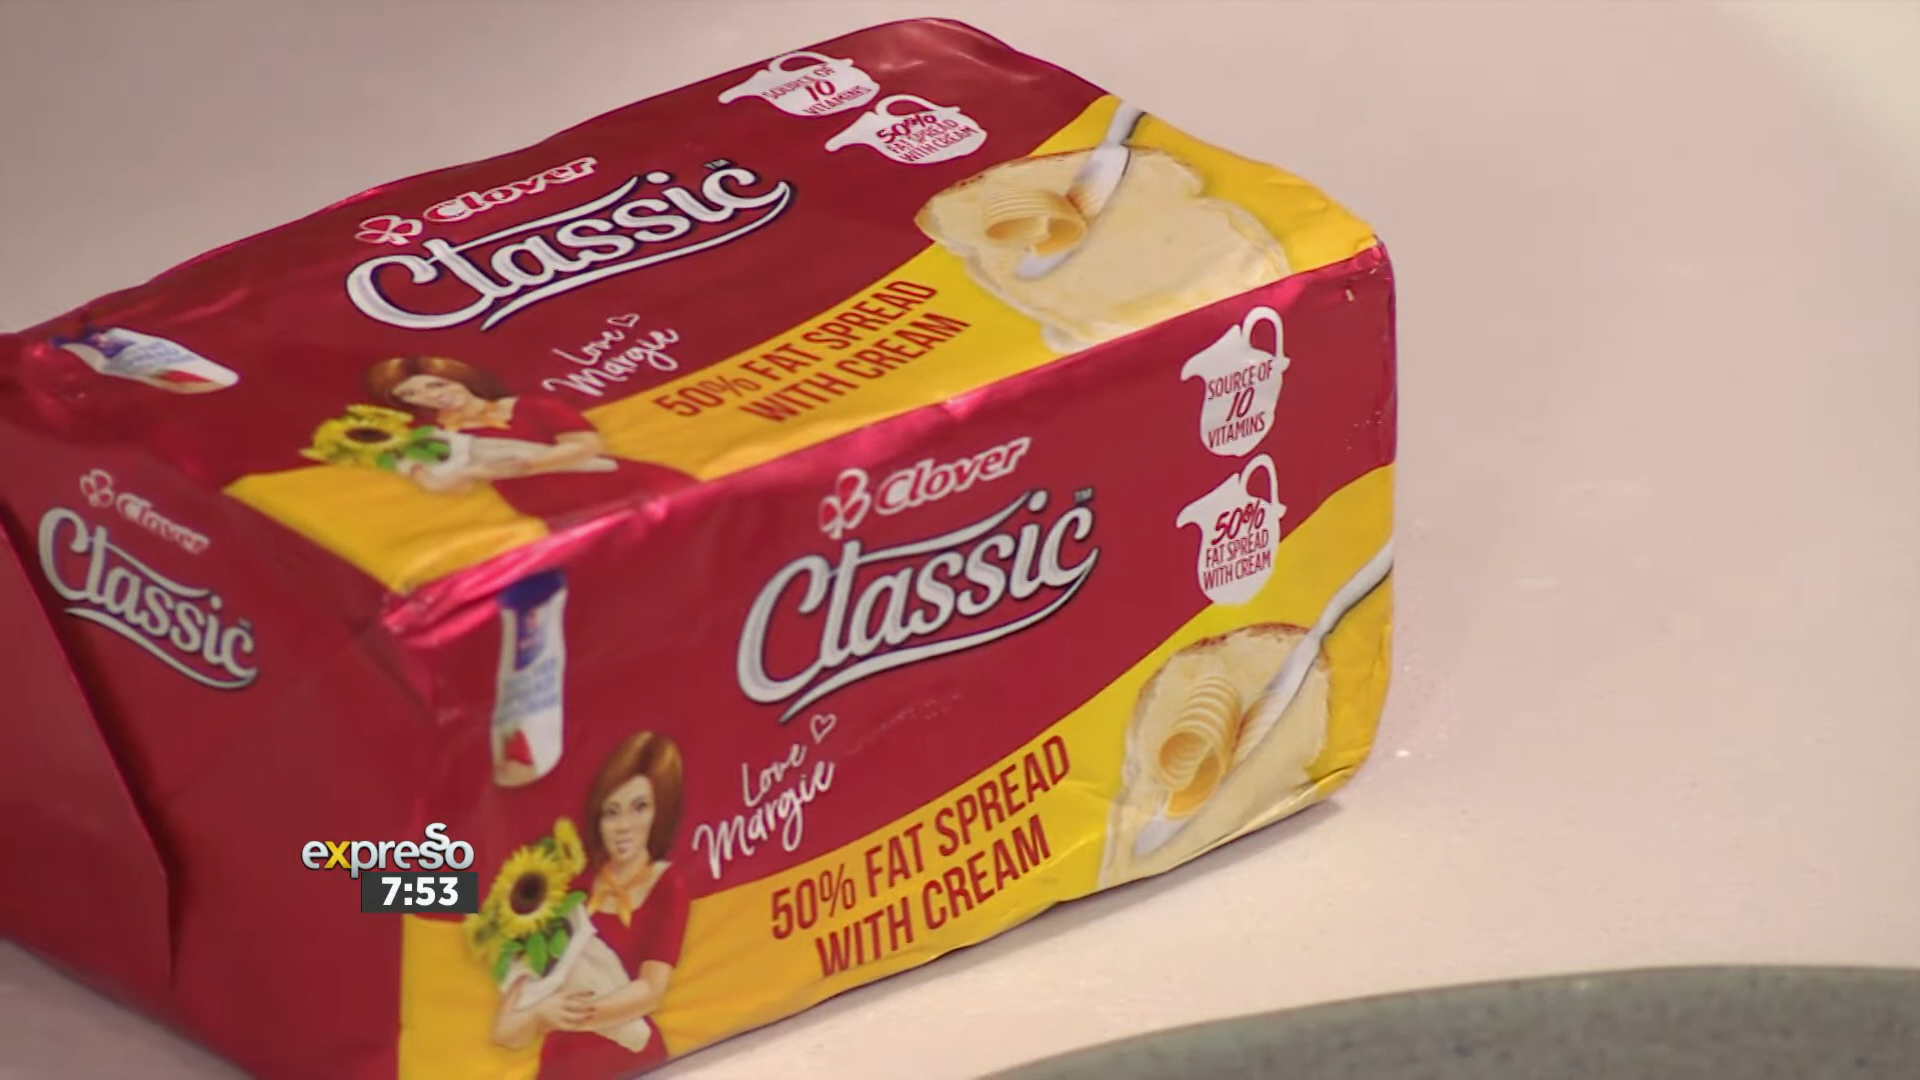 SOURCE OF
10
VITAMINS
50%
FAT SPREAD
WITH CREAM
Clover
Classic™
Love
Margie
50% FAT SPREAD
WITH CREAM
Clover
Classic
Clover
Classic™
SOURCE OF
10
VITAMINS
50%
FAT SPREAD
WITH CREAM
Love
Margie
50% FAT SPREAD
WITH CREAM
expresso
7:53